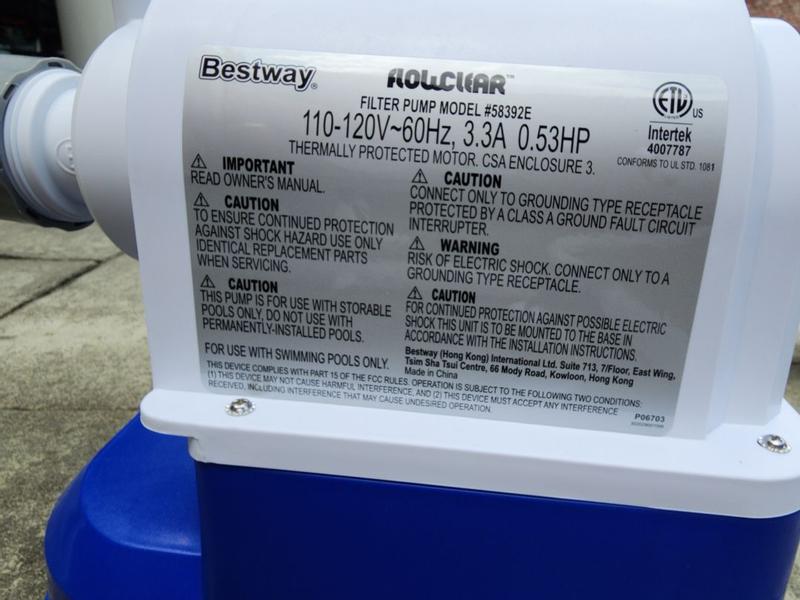 Bestway®
FLOWCLEAR™
FILTER PUMP MODEL #58392E
110-120V~60Hz, 3.3A 0.53HP
THERMALLY PROTECTED MOTOR. CSA ENCLOSURE 3.
ETL US
Intertek
4007787
CONFORMS TO UL STD. 1081
IMPORTANT
READ OWNER'S MANUAL.
CAUTION
TO ENSURE CONTINUED PROTECTION
AGAINST SHOCK HAZARD USE ONLY
IDENTICAL REPLACEMENT PARTS
WHEN SERVICING.
CAUTION
THIS PUMP IS FOR USE WITH STORABLE
POOLS ONLY, DO NOT USE WITH
PERMANENTLY-INSTALLED POOLS.
FOR USE WITH SWIMMING POOLS ONLY.
CAUTION
CONNECT ONLY TO GROUNDING TYPE RECEPTACLE
PROTECTED BY A CLASS A GROUND FAULT CIRCUIT
INTERRUPTER.
WARNING
RISK OF ELECTRIC SHOCK. CONNECT ONLY TO A
GROUNDING TYPE RECEPTACLE.
CAUTION
FOR CONTINUED PROTECTION AGAINST POSSIBLE ELECTRIC
SHOCK THIS UNIT IS TO BE MOUNTED TO THE BASE IN
ACCORDANCE WITH THE INSTALLATION INSTRUCTIONS.
Bestway (Hong Kong) International Ltd. Suite 713, 7/Floor, East Wing,
Tsim Sha Tsui Centre, 66 Mody Road, Kowloon, Hong Kong
Made in China
THIS DEVICE COMPLIES WITH PART 15 OF THE FCC RULES. OPERATION IS SUBJECT TO THE FOLLOWING TWO CONDITIONS:
(1) THIS DEVICE MAY NOT CAUSE HARMFUL INTERFERENCE, AND (2) THIS DEVICE MUST ACCEPT ANY INTERFERENCE
RECEIVED, INCLUDING INTERFERENCE THAT MAY CAUSE UNDESIRED OPERATION.
P06703